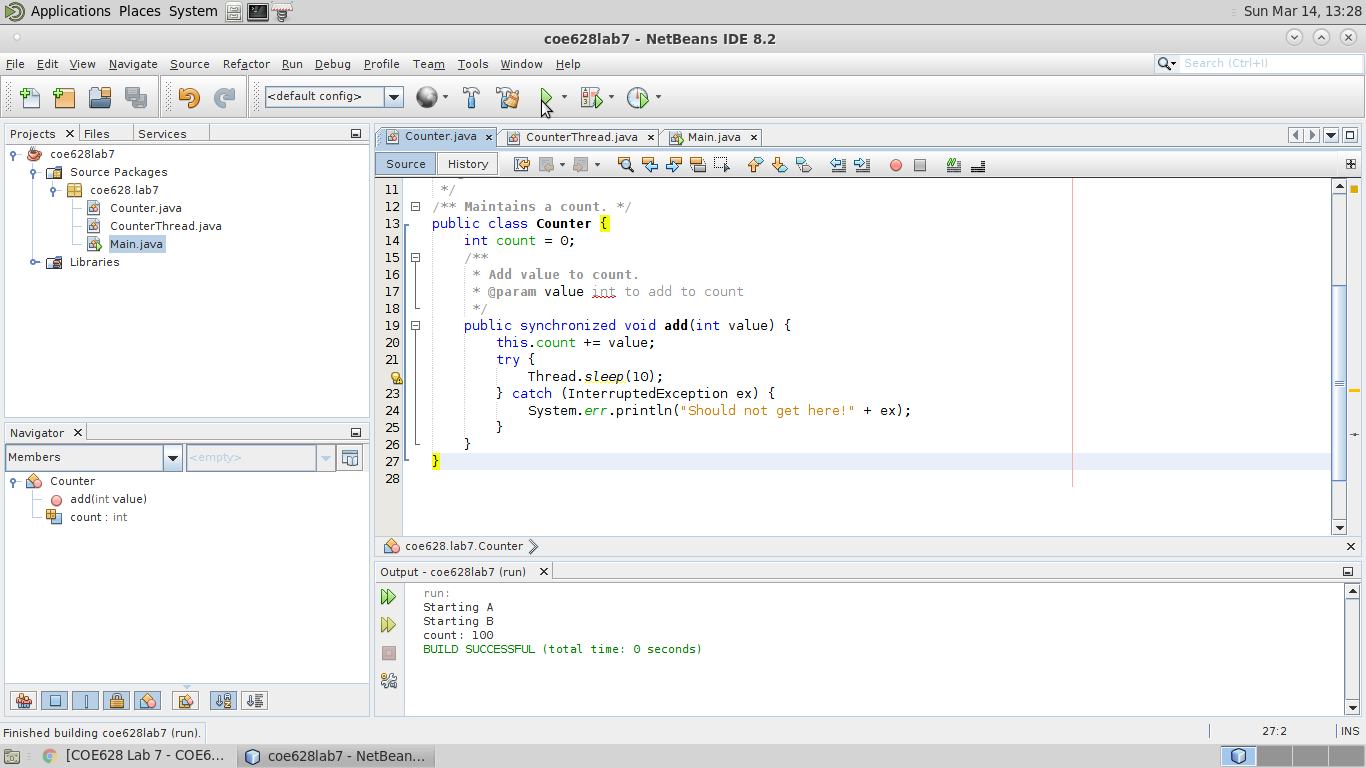 Applications Places System
Sun Mar 14, 13:28
coe628lab7 - NetBeans IDE 8.2
File Edit View Navigate Source Refactor Run Debug Profile Team Tools Window Help
Search (Ctrl+I)
<default config>
Projects Files Services
coe628lab7
Source Packages
coe628.lab7
Counter.java
CounterThread.java
Main.java
Libraries
Navigator
Members
<empty>
Counter
add(int value)
count : int
Counter.java CounterThread.java Main.java
Source History
11 */
12 /** Maintains a count. */
13 public class Counter {
14 int count = 0;
15 /**
16 * Add value to count.
17 * @param value int to add to count
18 */
19 public synchronized void add(int value) {
20 this.count += value;
21 try {
Thread.sleep(10);
23 } catch (InterruptedException ex) {
24 System.err.println("Should not get here!" + ex);
25 }
26 }
27 }
28
coe628.lab7.Counter
Output - coe628lab7 (run)
run:
Starting A
Starting B
count: 100
BUILD SUCCESSFUL (total time: 0 seconds)
Finished building coe628lab7 (run).
27:2
INS
[COE628 Lab 7 - COE6...
coe628lab7 - NetBean...